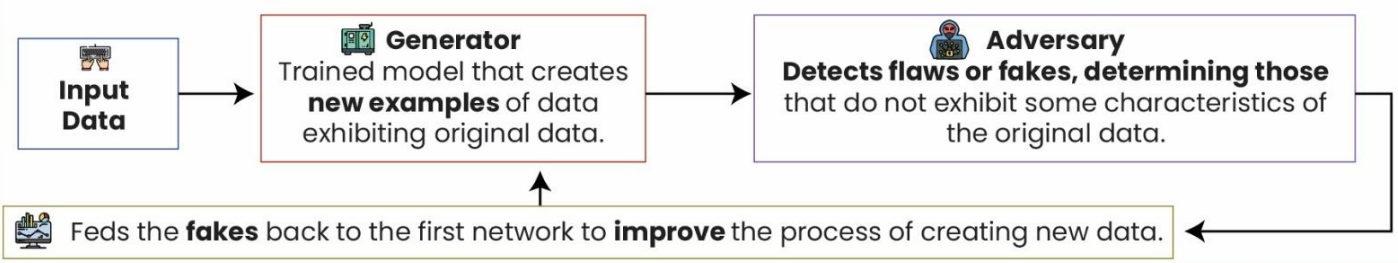 Input
Data
Generator
Trained model that creates
new examples of data
exhibiting original data.
Adversary
Detects flaws or fakes, determining those
that do not exhibit some characteristics of
the original data.
Feds the fakes back to the first network to improve the process of creating new data.